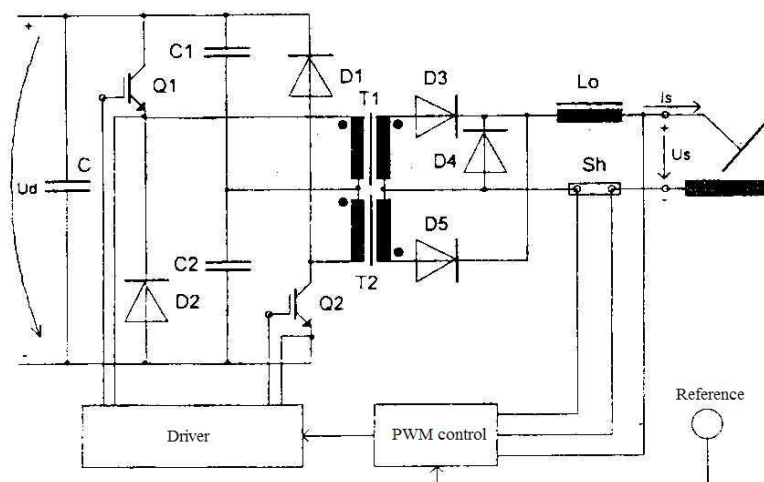 +
C1
D1
Q1
T1
D3
Lo
Is
+
D4
Us
Ud
C
Sh
-
C2
D5
D2
T2
Q2
-
Driver
PWM control
Reference